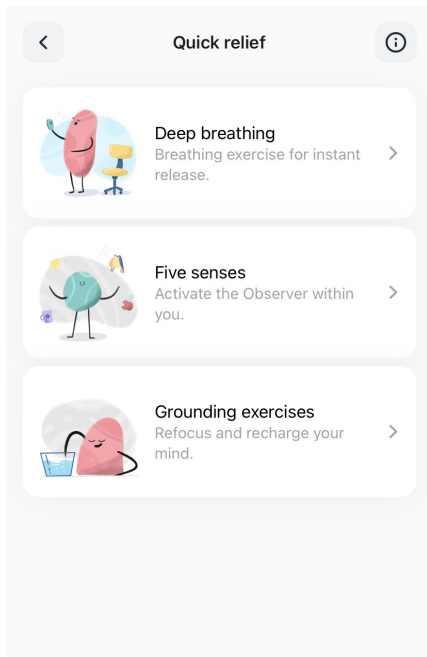 Quick relief
Deep breathing
Breathing exercise for instant
release.
Five senses
Activate the Observer within
you.
Grounding exercises
Refocus and recharge your
mind.